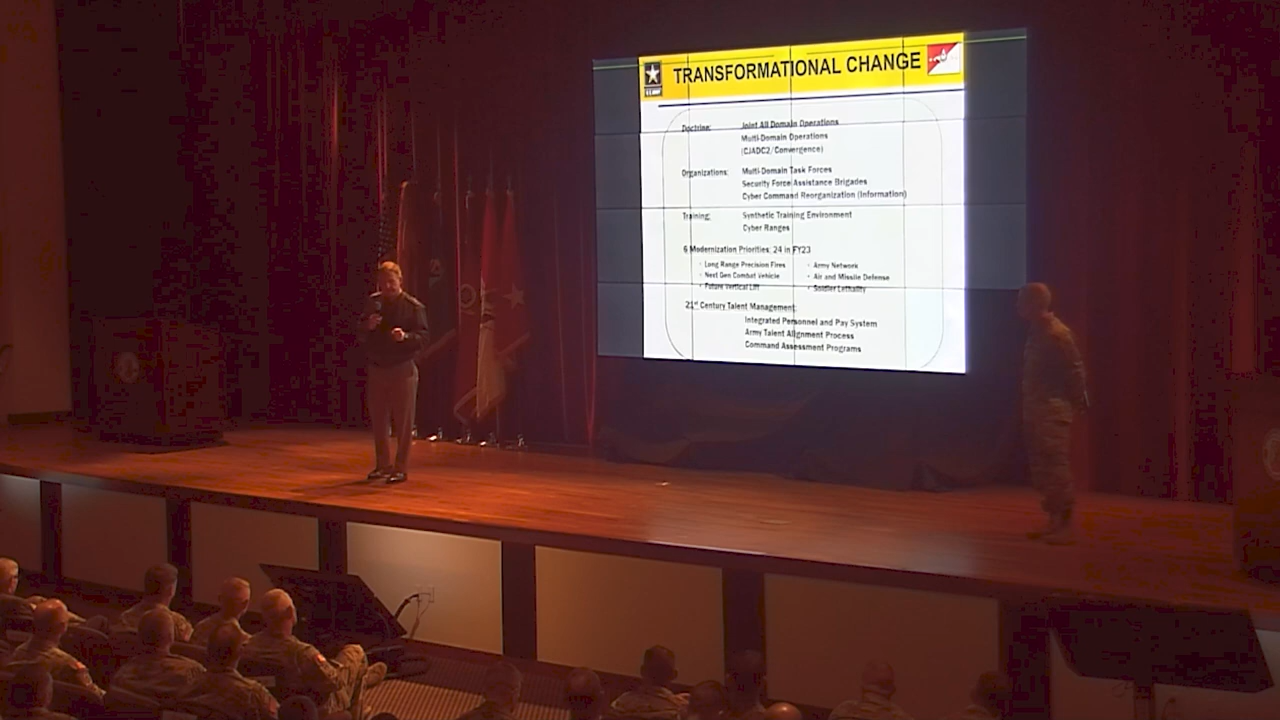 TRANSFORMATIONAL CHANGE
U.S. ARMY
Doctrine: Joint All Domain Operations
Multi-Domain Operations
(CJADC2/Convergence)
Organizations: Multi-Domain Task Forces
Security Force Assistance Brigades
Cyber Command Reorganization (Information)
Training: Synthetic Training Environment
Cyber Ranges
6 Modernization Priorities; 24 in FY23
· Long Range Precision Fires · Army Network
· Next Gen Combat Vehicle · Air and Missile Defense
· Future Vertical Lift · Soldier Lethality
21st Century Talent Management:
Integrated Personnel and Pay System
Army Talent Alignment Process
Command Assessment Programs